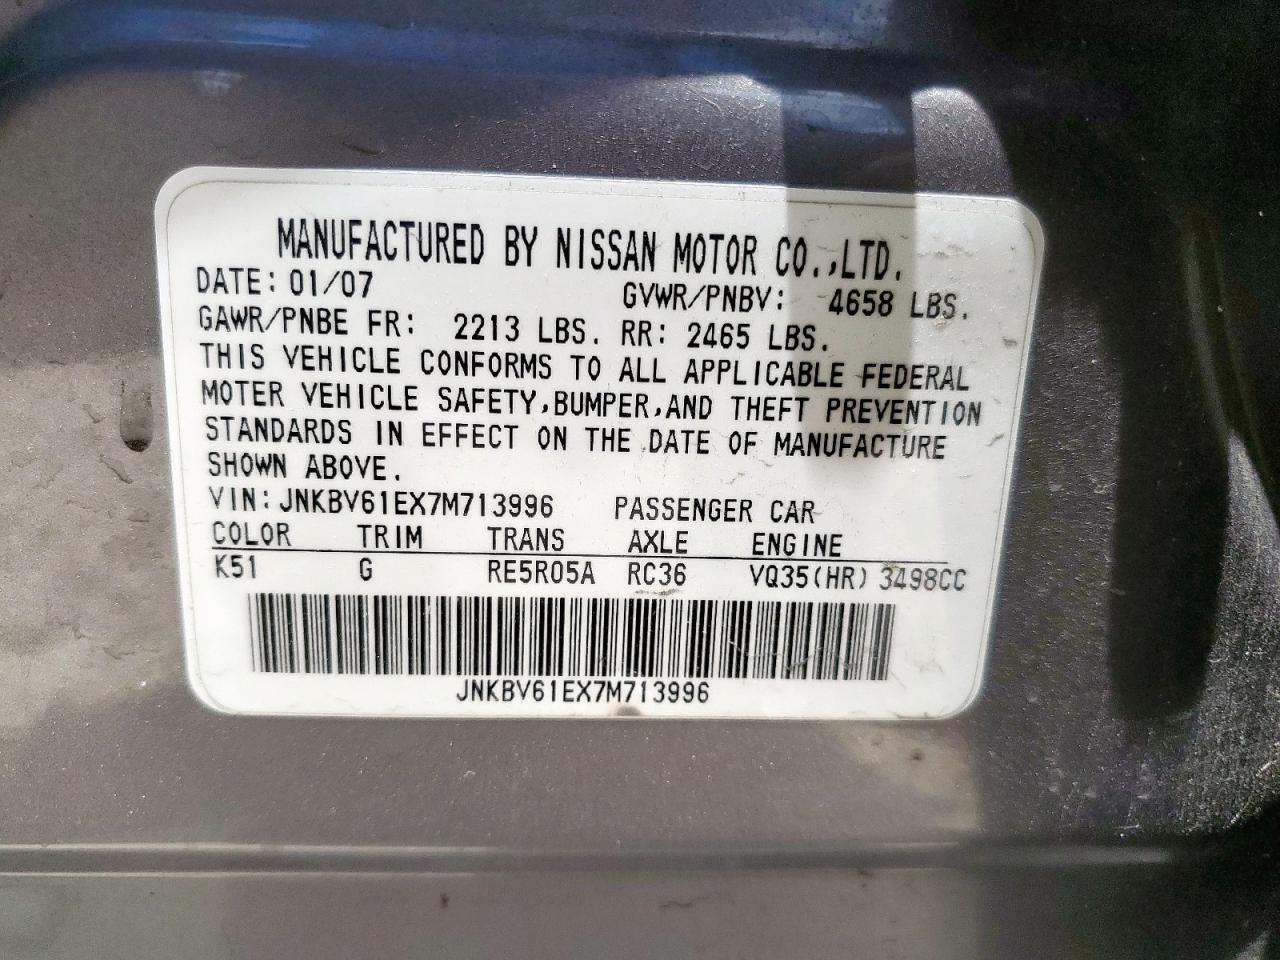 MANUFACTURED BY NISSAN MOTOR CO.,LTD.
DATE: 01/07 GVWR/PNBV: 4658 LBS.
GAWR/PNBE FR: 2213 LBS. RR: 2465 LBS.
THIS VEHICLE CONFORMS TO ALL APPLICABLE FEDERAL
MOTER VEHICLE SAFETY,BUMPER,AND THEFT PREVENTION
STANDARDS IN EFFECT ON THE DATE OF MANUFACTURE
SHOWN ABOVE.
VIN: JNKBV61EX7M713996 PASSENGER CAR
COLOR TRIM TRANS AXLE ENGINE
K51 G RE5R05A RC36 VQ35(HR) 3498CC
JNKBV61EX7M713996